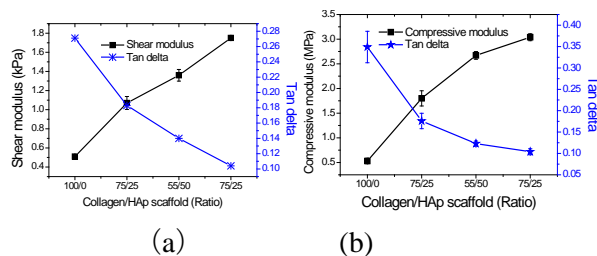 Shear modulus (kPa)
1.8
1.6
1.4
1.2
1.0
0.8
0.6
0.4
Shear modulus
Tan delta
0.28
0.26
0.24
0.22
0.20
0.18
0.16
0.14
0.12
0.10
Tan delta
100/0 75/25 55/50 75/25
Collagen/HAp scaffold (Ratio)
(a)
Compressive modulus (MPa)
3.5
3.0
2.5
2.0
1.5
1.0
0.5
Compressive modulus
Tan delta
0.40
0.35
0.30
0.25
0.20
0.15
0.10
0.05
Tan delta
100/0 75/25 55/50 75/25
Collagen/HAp scaffold (Ratio)
(b)